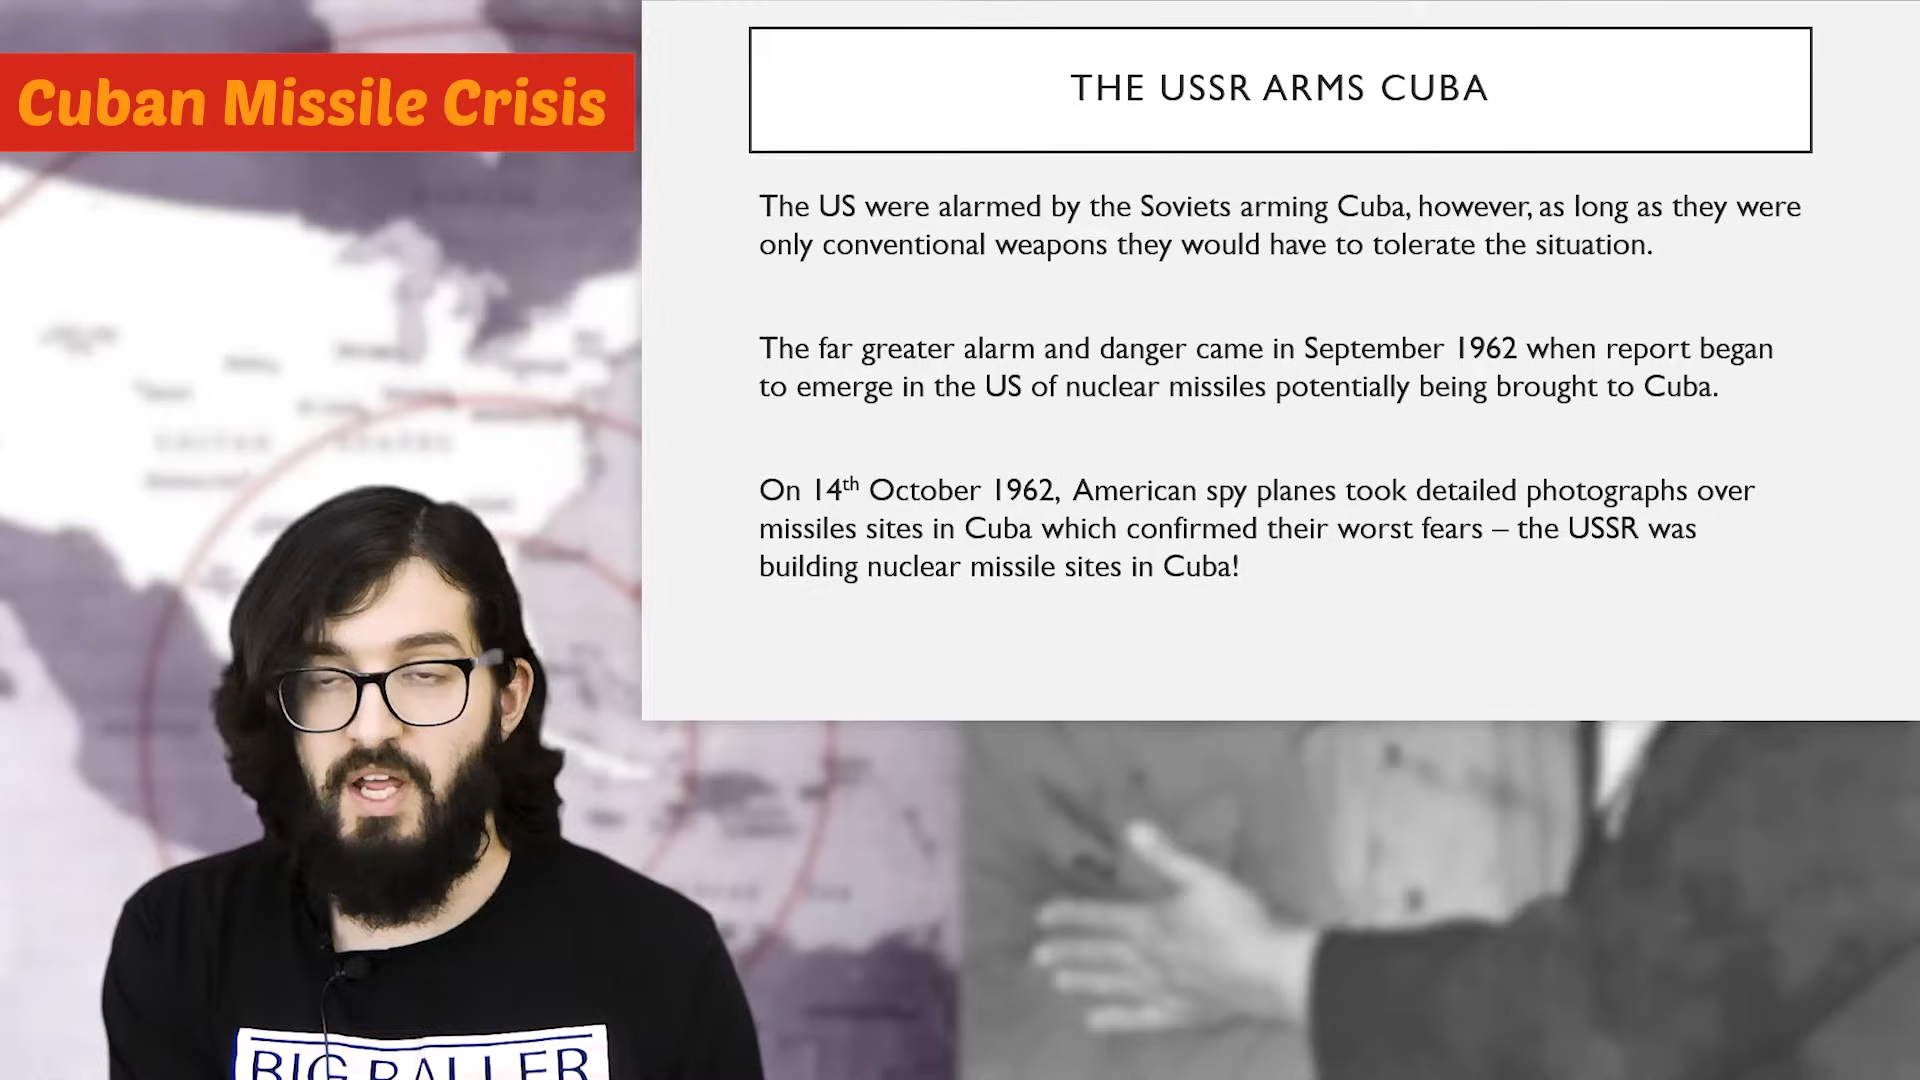 Cuban Missile Crisis
THE USSR ARMS CUBA
The US were alarmed by the Soviets arming Cuba, however, as long as they were
only conventional weapons they would have to tolerate the situation.
The far greater alarm and danger came in September 1962 when report began
to emerge in the US of nuclear missiles potentially being brought to Cuba.
On 14th October 1962, American spy planes took detailed photographs over
missiles sites in Cuba which confirmed their worst fears – the USSR was
building nuclear missile sites in Cuba!
BIG BALLER